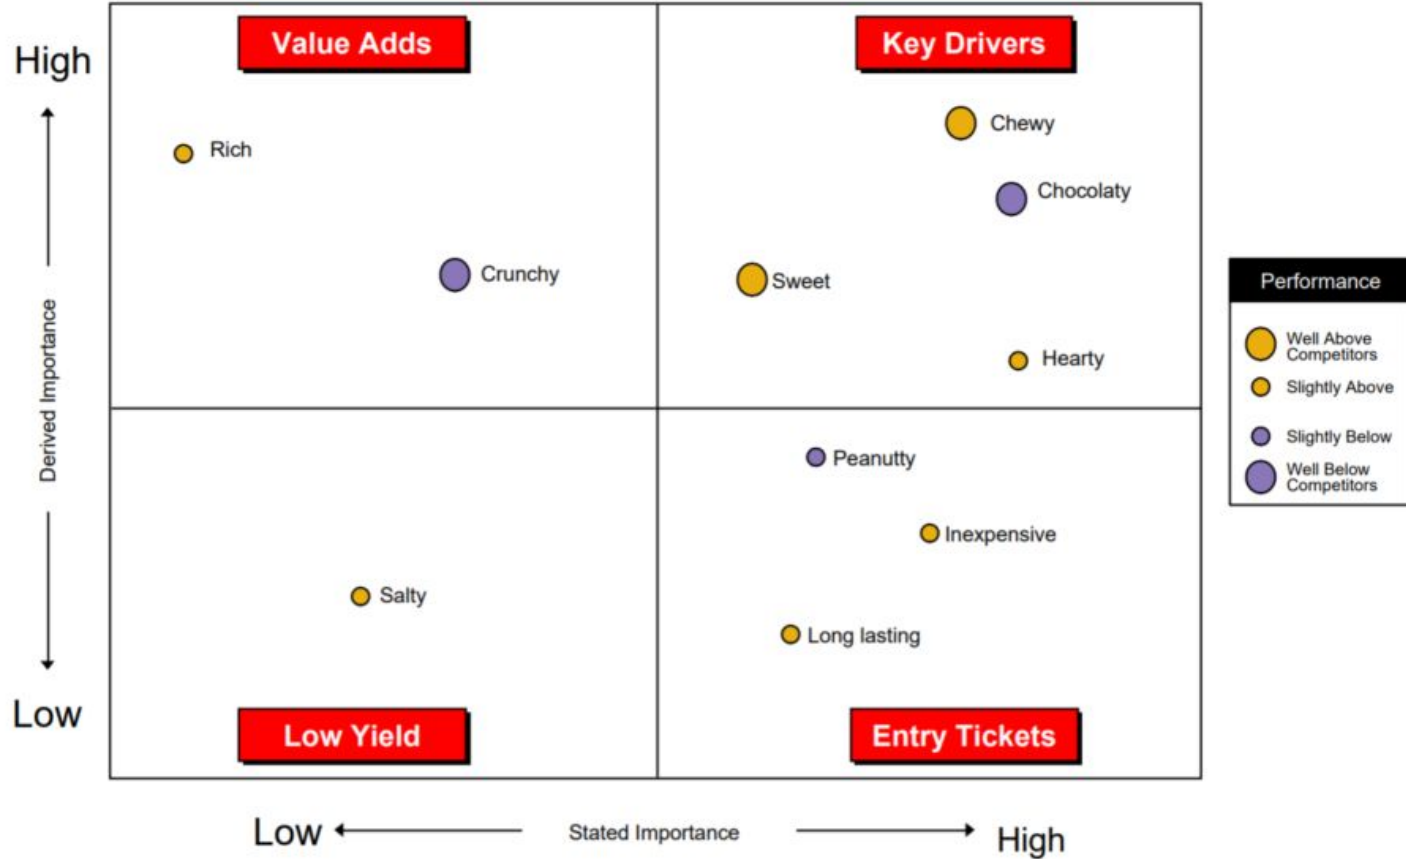 Value Adds
Key Drivers
High
Chewy
Rich
Chocolaty
Crunchy
Sweet
Hearty
Derived Importance
Peanutty
Inexpensive
Salty
Long lasting
Low
Low Yield
Entry Tickets
Low
Stated Importance
High
Performance
Well Above
Competitors
Slightly Above
Slightly Below
Well Below
Competitors